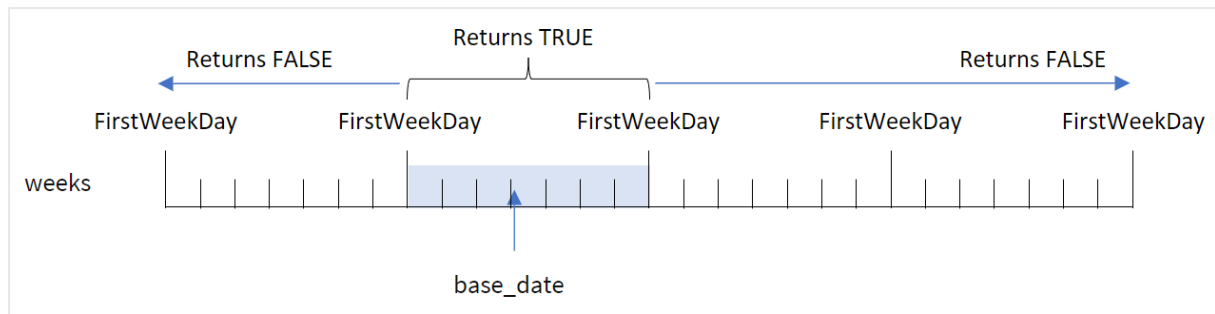 Returns TRUE
Returns FALSE
Returns FALSE
FirstWeekDay FirstWeekDay FirstWeekDay FirstWeekDay FirstWeekDay
weeks
base_date